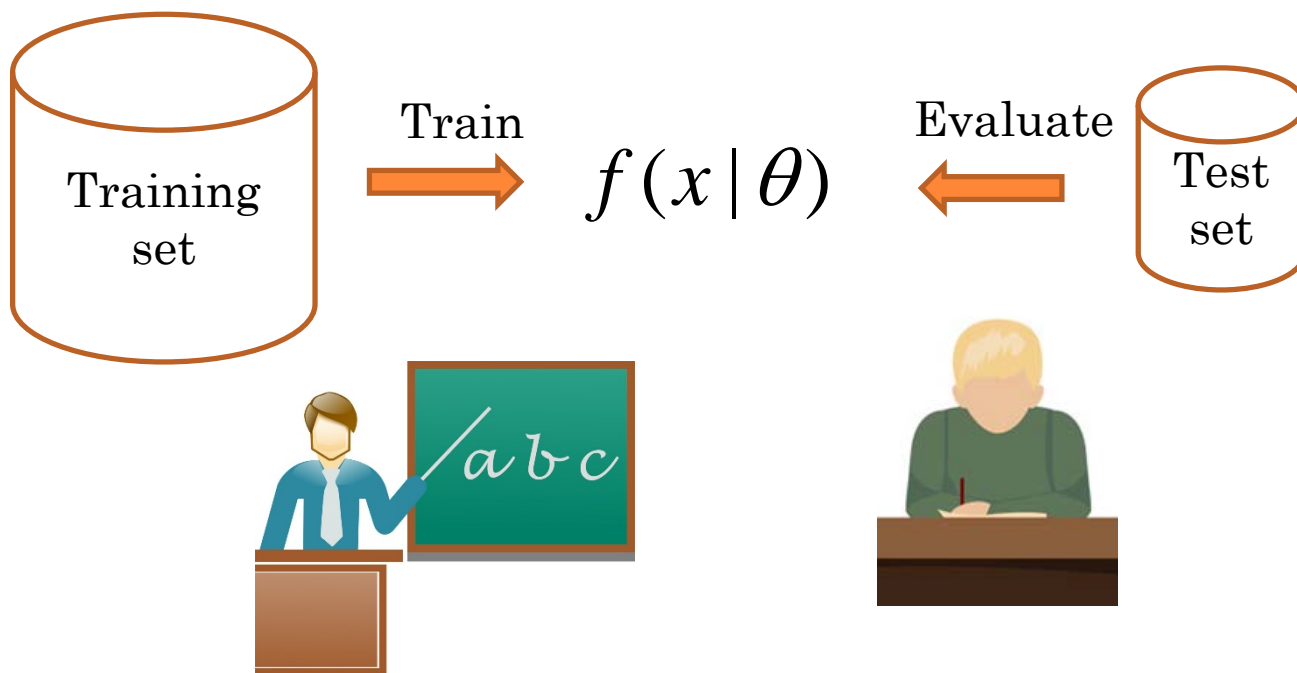 Training
set
Train
f(x|θ)
Evaluate
Test
set
abc